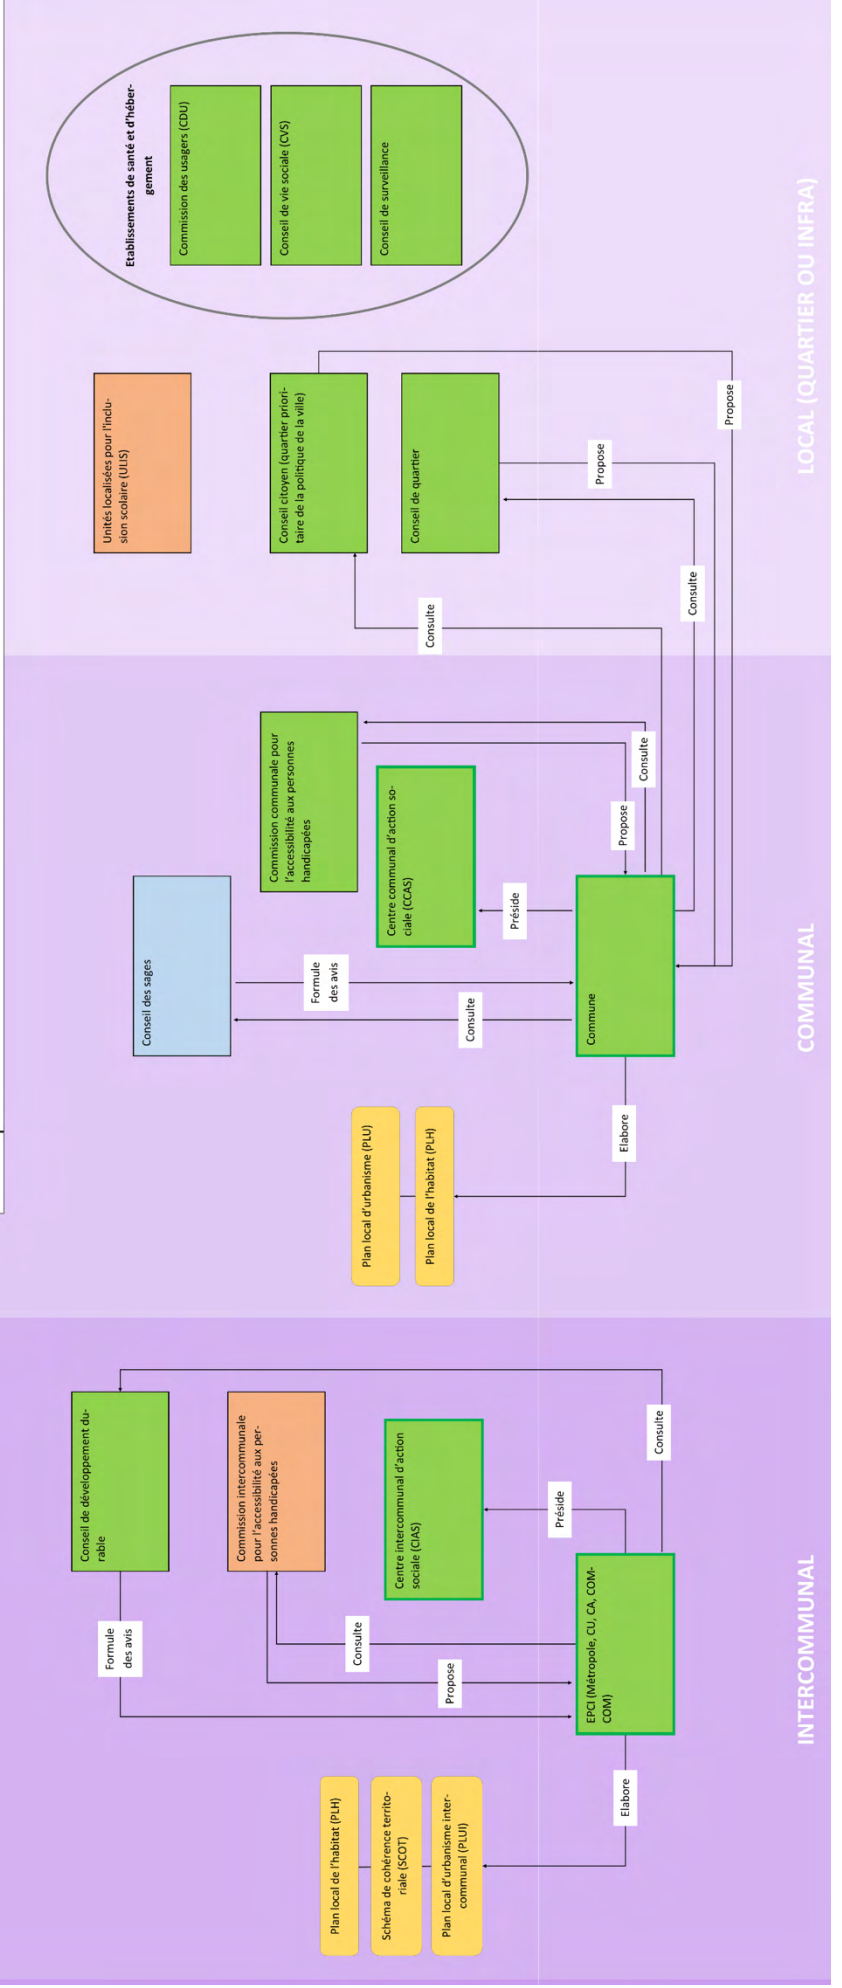 Etablissements de santé et d'héber-
gement
Commission des usagers (CDU)
Conseil de vie sociale (CVS)
Conseil de surveillance
Unités localisées pour l'inclu-
sion scolaire (ULIS)
Conseil citoyen (quartier priori-
taire de la politique de la ville)
Conseil de quartier
Propose
Propose
Consulte
Consulte
LOCAL (QUARTIER OU INFRA)
Conseil des sages
Commission communale pour
l'accessibilité aux personnes
handicapées
Centre communal d'action so-
ciale (CCAS)
Formule
des avis
Consulte
Préside
Propose
Consulte
Commune
Plan local d'urbanisme (PLU)
Plan local de l'habitat (PLH)
Elabore
COMMUNAL
Conseil de développement du-
rable
Commission intercommunale
pour l'accessibilité aux per-
sonnes handicapées
Centre intercommunal d'action
sociale (CIAS)
Formule
des avis
Consulte
Propose
Préside
Consulte
EPCI (Métropole, CU, CA, COM-
COM)
Plan local de l'habitat (PLH)
Schéma de cohérence territo-
riale (SCOT)
Plan local d'urbanisme inter-
communal (PLUI)
Elabore
INTERCOMMUNAL